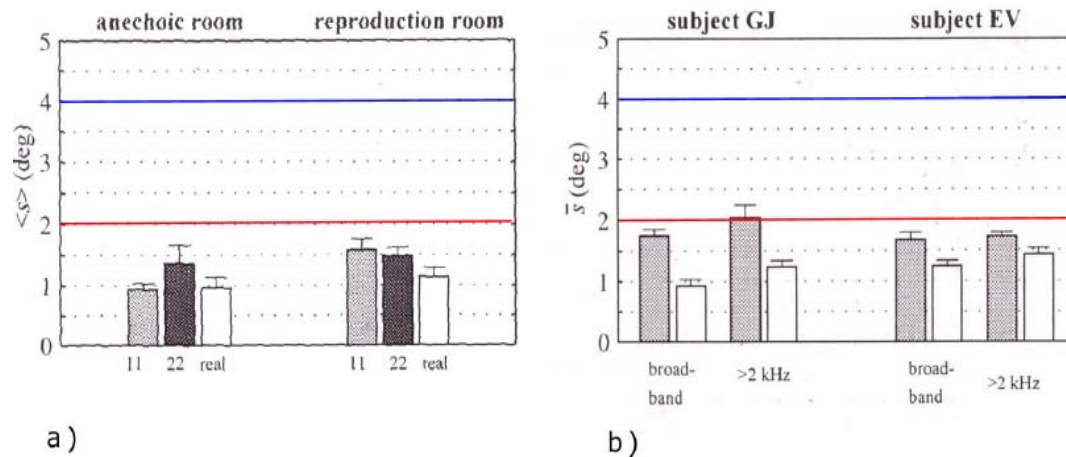 anechoic room reproduction room
5
4
3
2
1
0
<s> (deg)
11 22 real 11 22 real
a)
subject GJ subject EV
5
4
3
2
1
0
s̄ (deg)
broad-
band
>2 kHz
broad-
band
>2 kHz
b)